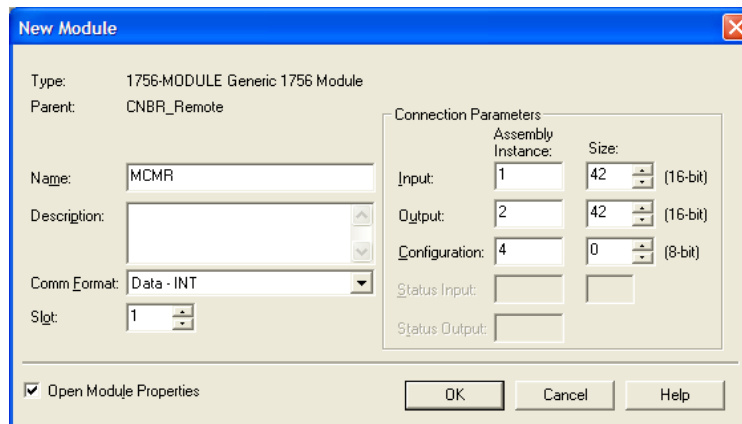 New Module
Type: 1756-MODULE Generic 1756 Module
Parent: CNBR_Remote
Connection Parameters
Assembly Instance: Size:
Name: MCMR
Input: 1 42 (16-bit)
Description:
Output: 2 42 (16-bit)
Configuration: 4 0 (8-bit)
Comm Format: Data - INT
Status Input:
Slot: 1
Status Output:
Open Module Properties
OK Cancel Help